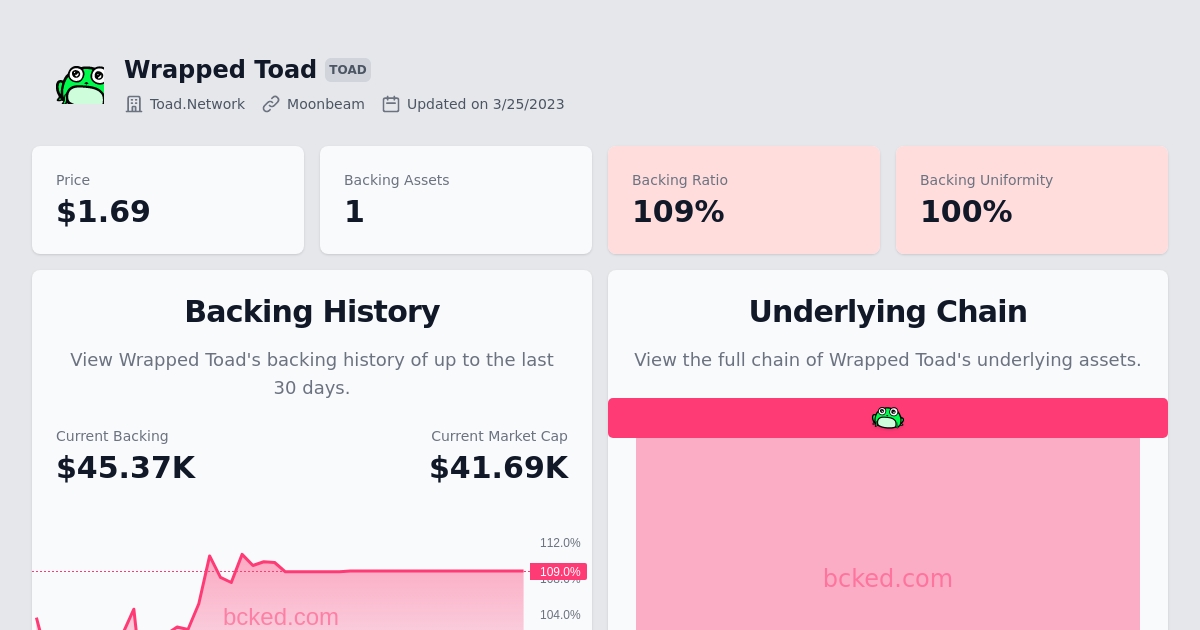 Wrapped Toad TOAD
Toad.Network Moonbeam Updated on 3/25/2023
Price
$1.69
Backing Assets
1
Backing Ratio
109%
Backing Uniformity
100%
Backing History
View Wrapped Toad's backing history of up to the last
30 days.
Current Backing
$45.37K
Current Market Cap
$41.69K
112.0%
109.0%
108.0%
104.0%
bcked.com
Underlying Chain
View the full chain of Wrapped Toad's underlying assets.
bcked.com